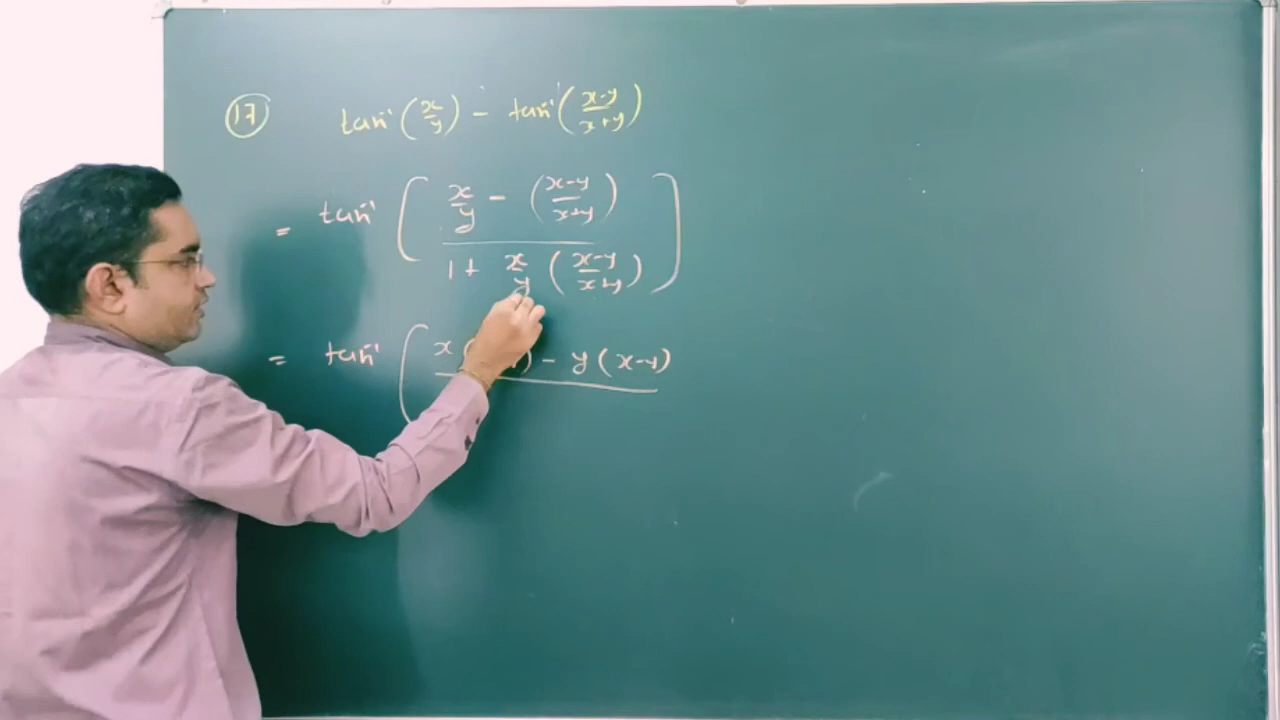 17 tan⁻¹(x/y) - tan⁻¹((x-y)/(x+y))
= tan⁻¹( (x/y - ((x-y)/(x+y))) / (1 + x/y ((x-y)/(x+y))) )
= tan⁻¹( x ( ) - y(x-y)